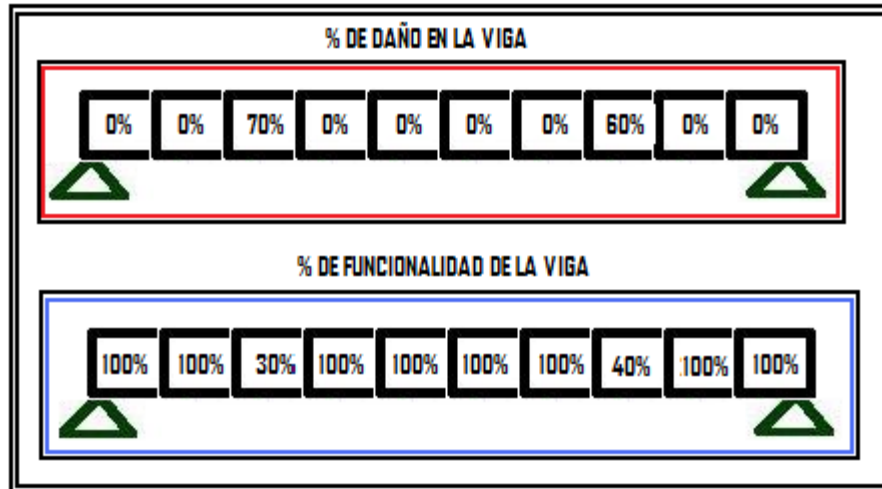 % DE DAÑO EN LA VIGA
0% 0% 70% 0% 0% 0% 0% 60% 0% 0%
% DE FUNCIONALIDAD DE LA VIGA
100% 100% 30% 100% 100% 100% 100% 40% 100% 100%